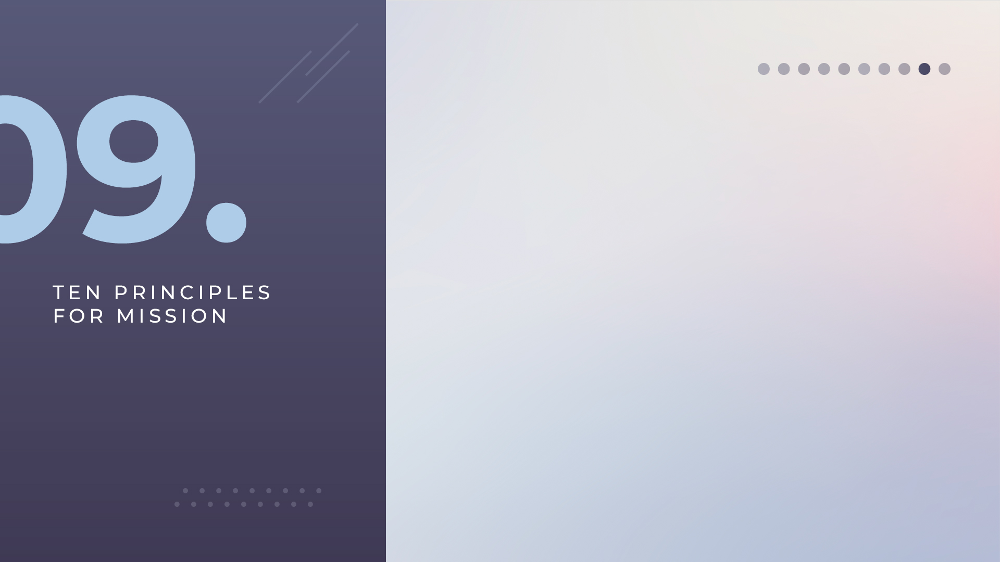 09.
TEN PRINCIPLES
FOR MISSION